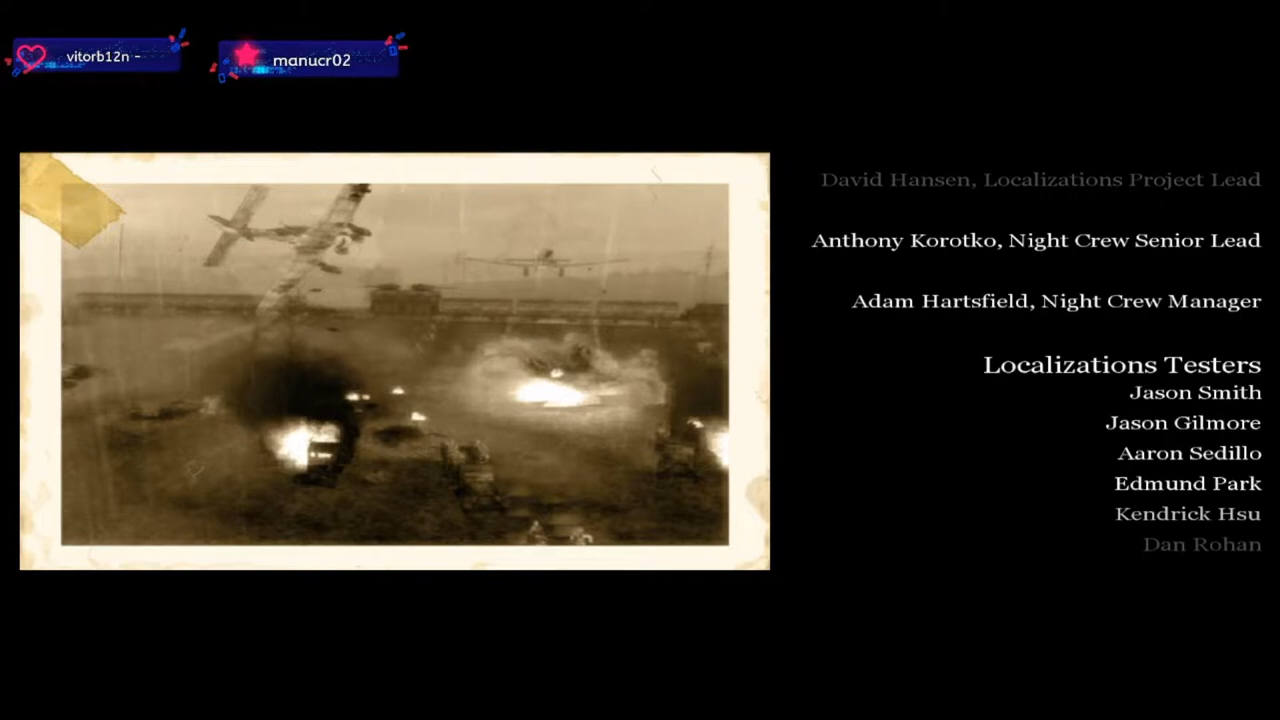 vitorb12n -
manucr02
David Hansen, Localizations Project Lead
Anthony Korotko, Night Crew Senior Lead
Adam Hartsfield, Night Crew Manager
Localizations Testers
Jason Smith
Jason Gilmore
Aaron Sedillo
Edmund Park
Kendrick Hsu
Dan Rohan